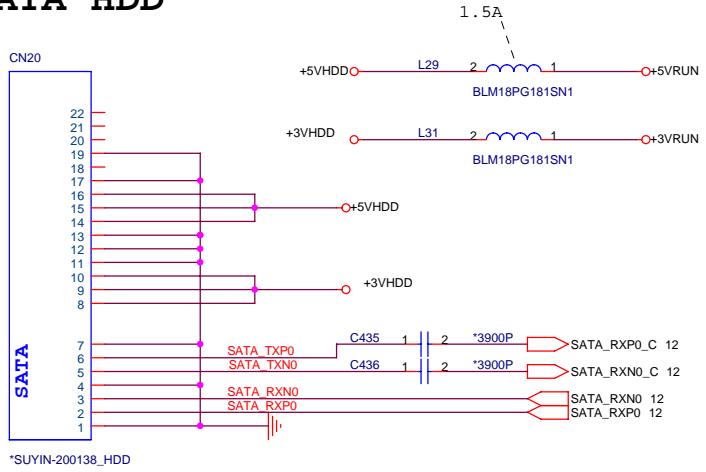 SATA HDD
1.5A
CN20
+5VHDD L29 2 1 +5VRUN
BLM18PG181SN1
+3VHDD L31 2 1 +3VRUN
BLM18PG181SN1
22
21
20
19
18
17
16
15 +5VHDD
14
13
12
11
10
9 +3VHDD
8
7 C435 1 2 *3900P SATA_RXP0_C 12
6 SATA_TXP0
5 SATA_TXN0 C436 1 2 *3900P SATA_RXN0_C 12
4
3 SATA_RXN0 SATA_RXN0 12
2 SATA_RXP0 SATA_RXP0 12
1
SATA
*SUYIN-200138_HDD